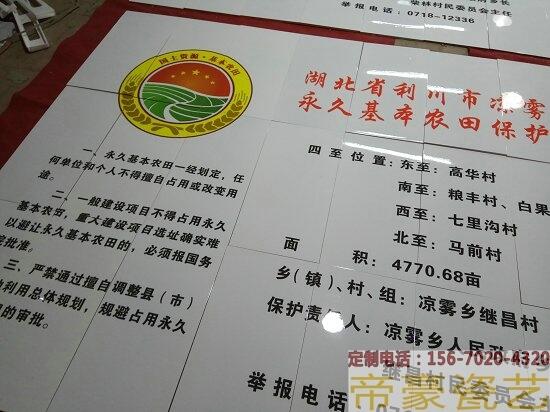 荣林村民委员会主任
举报电话：0718-12336
国土资源·基本农田
湖北省利川市凉雾
永久基本农田保护
一、永久基本农田一经划定，任
何单位和个人不得擅自占用或改变用
途。
二、一般建设项目不得占用永久
基本农田，重大建设项目选址确实难
以避让永久基本农田的，必须报国务
院批准。
三、严禁通过擅自调整县（市）
地利用总体规划，规避占用永久
的审批。
四至位置：东至：高华村
南至：粮丰村、白果
西至：七里沟村
北至：马前村
面积：4770.68亩
乡(镇)、村、组：凉雾乡继昌村
保护责任人：凉雾乡人民政
继昌村民委员会
举报电话
定制电话：156-7020-4320
帝豪瓷艺